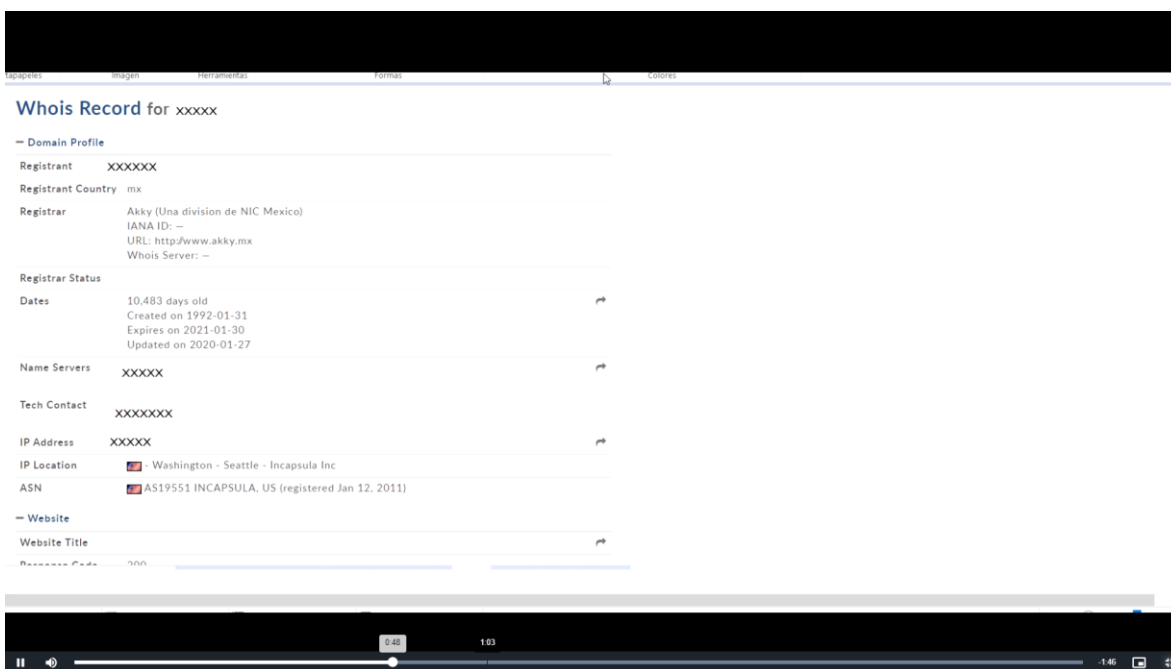 tapapeles Imagen Herramientas Formas Colores
Whois Record for xxxxx
— Domain Profile
Registrant XXXXXX
Registrant Country mx
Registrar Akky (Una division de NIC Mexico)
IANA ID: —
URL: http://www.akky.mx
Whois Server: —
Registrar Status
Dates 10,483 days old
Created on 1992-01-31
Expires on 2021-01-30
Updated on 2020-01-27
Name Servers XXXXX
Tech Contact XXXXXXX
IP Address XXXXX
IP Location - Washington - Seattle - Incapsula Inc
ASN AS19551 INCAPSULA, US (registered Jan 12, 2011)
— Website
Website Title
Response Code 200
0:48 1:03
-1:46